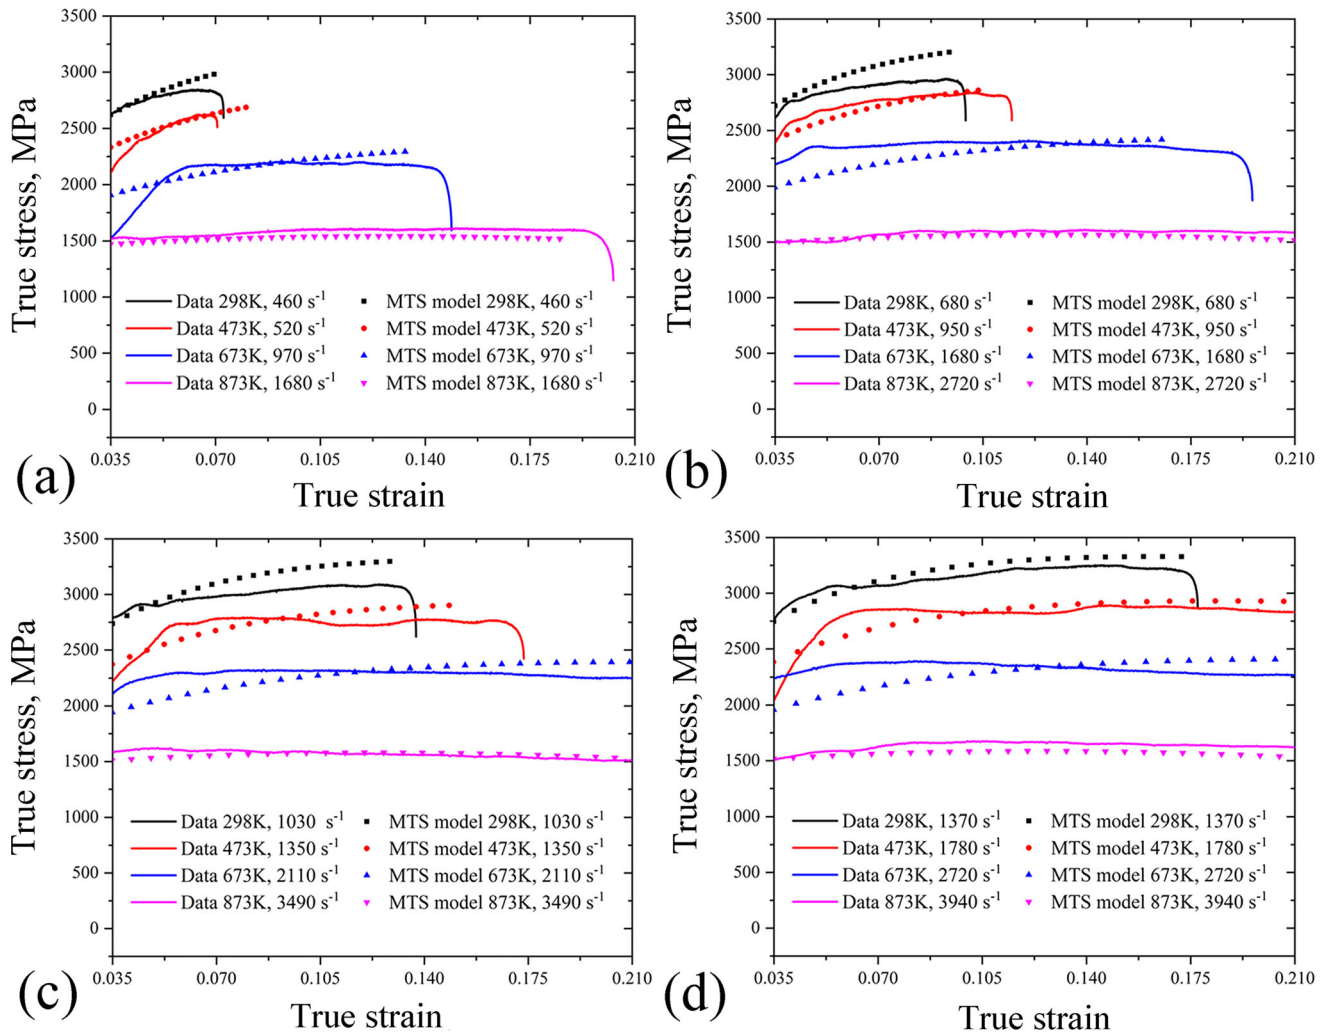 3500
3000
2500
2000
1500
1000
500
0
True stress, MPa
Data 298K, 460 s⁻¹ MTS model 298K, 460 s⁻¹
Data 473K, 520 s⁻¹ MTS model 473K, 520 s⁻¹
Data 673K, 970 s⁻¹ MTS model 673K, 970 s⁻¹
Data 873K, 1680 s⁻¹ MTS model 873K, 1680 s⁻¹
0.035 0.070 0.105 0.140 0.175 0.210
(a)
True strain
3500
3000
2500
2000
1500
1000
500
0
True stress, MPa
Data 298K, 680 s⁻¹ MTS model 298K, 680 s⁻¹
Data 473K, 950 s⁻¹ MTS model 473K, 950 s⁻¹
Data 673K, 1680 s⁻¹ MTS model 673K, 1680 s⁻¹
Data 873K, 2720 s⁻¹ MTS model 873K, 2720 s⁻¹
0.035 0.070 0.105 0.140 0.175 0.210
(b)
True strain
3500
3000
2500
2000
1500
1000
500
0
True stress, MPa
Data 298K, 1030 s⁻¹ MTS model 298K, 1030 s⁻¹
Data 473K, 1350 s⁻¹ MTS model 473K, 1350 s⁻¹
Data 673K, 2110 s⁻¹ MTS model 673K, 2110 s⁻¹
Data 873K, 3490 s⁻¹ MTS model 873K, 3490 s⁻¹
0.035 0.070 0.105 0.140 0.175 0.210
(c)
True strain
3500
3000
2500
2000
1500
1000
500
0
True stress, MPa
Data 298K, 1370 s⁻¹ MTS model 298K, 1370 s⁻¹
Data 473K, 1780 s⁻¹ MTS model 473K, 1780 s⁻¹
Data 673K, 2720 s⁻¹ MTS model 673K, 2720 s⁻¹
Data 873K, 3940 s⁻¹ MTS model 873K, 3940 s⁻¹
0.035 0.070 0.105 0.140 0.175 0.210
(d)
True strain